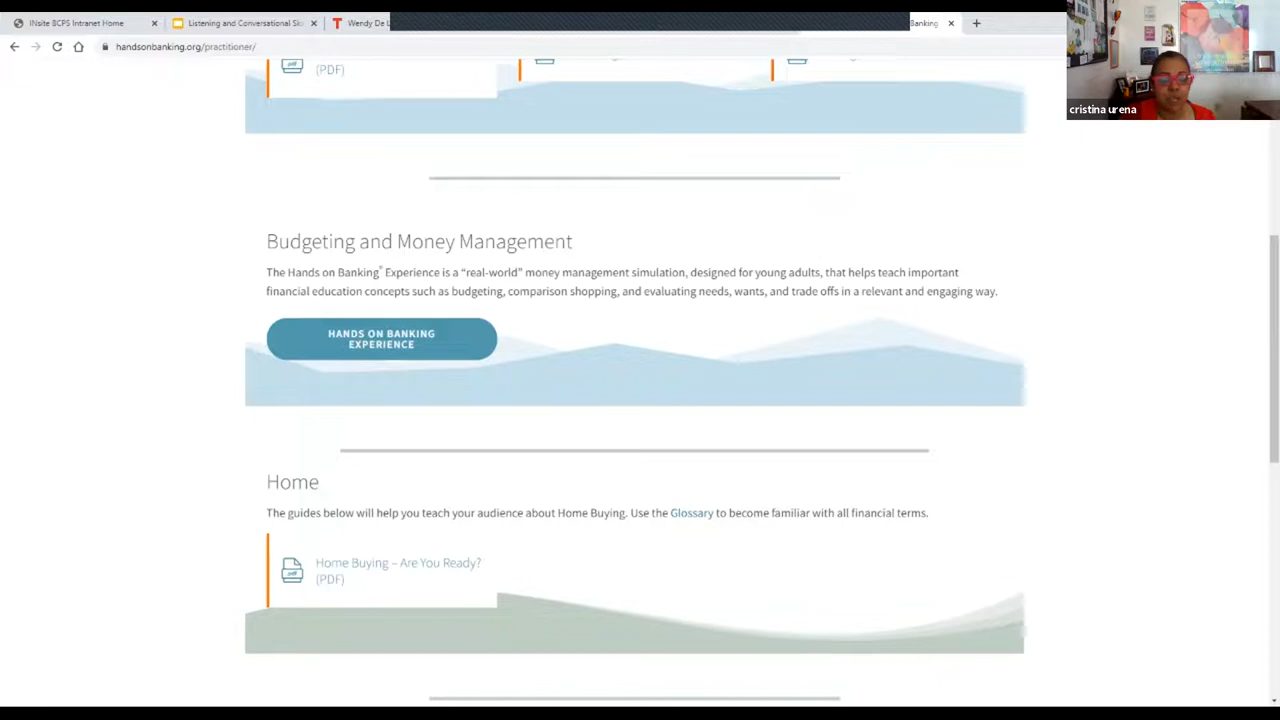 INsite BCPS Intranet Home
Listening and Conversational Sk
Wendy De L
Banking
handsonbanking.org/practitioner/
cristina urena
(PDF)
Budgeting and Money Management
The Hands on Banking® Experience is a “real-world” money management simulation, designed for young adults, that helps teach important
financial education concepts such as budgeting, comparison shopping, and evaluating needs, wants, and trade offs in a relevant and engaging way.
HANDS ON BANKING
EXPERIENCE
Home
The guides below will help you teach your audience about Home Buying. Use the Glossary to become familiar with all financial terms.
Home Buying – Are You Ready?
(PDF)